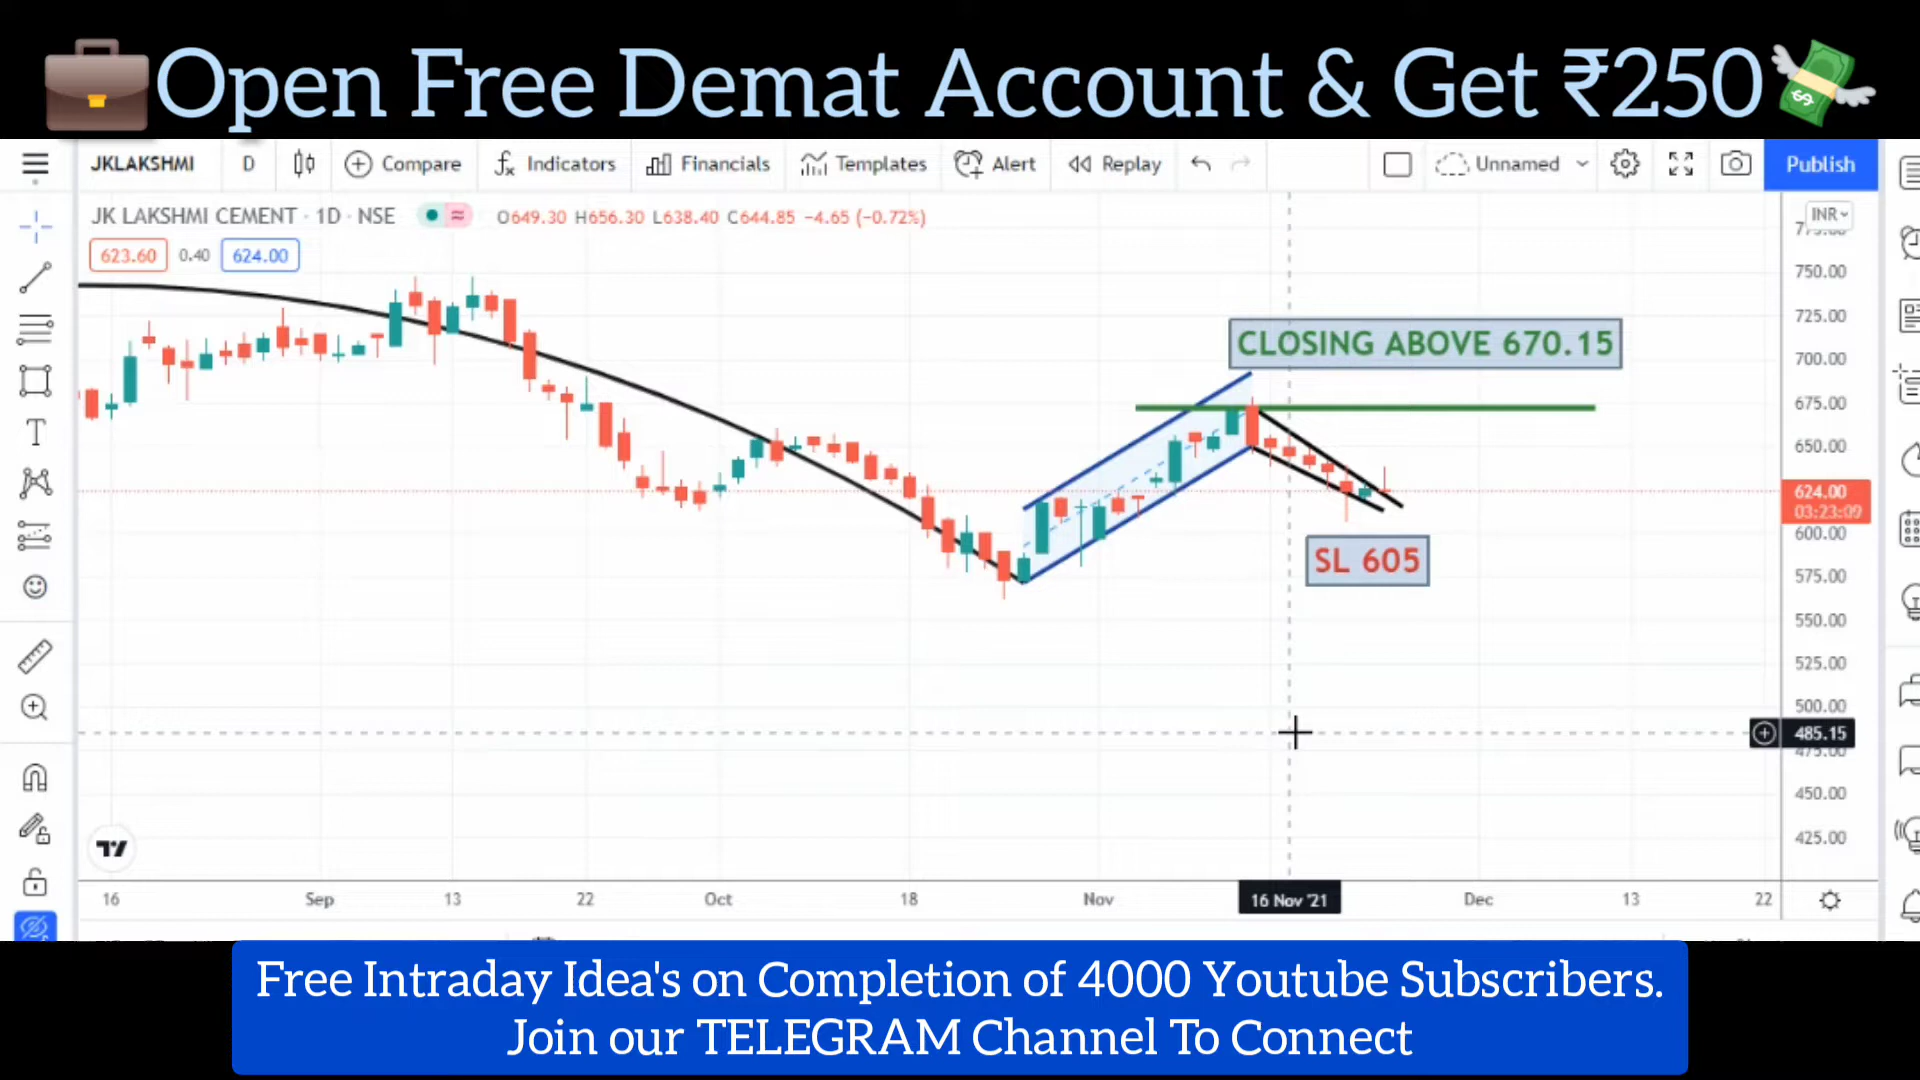 Open Free Demat Account & Get ₹250
JKLAKSHMI D Compare Indicators Financials Templates Alert Replay Unnamed Publish
JK LAKSHMI CEMENT · 1D · NSE O649.30 H656.30 L638.40 C644.85 −4.65 (−0.72%)
INR
623.60 0.40 624.00
750.00
725.00
CLOSING ABOVE 670.15
700.00
675.00
650.00
624.00
03:23:09
600.00
SL 605
575.00
550.00
525.00
500.00
485.15
475.00
450.00
425.00
16 Sep 13 22 Oct 18 Nov 16 Nov '21 Dec 13 22
Free Intraday Idea's on Completion of 4000 Youtube Subscribers.
Join our TELEGRAM Channel To Connect